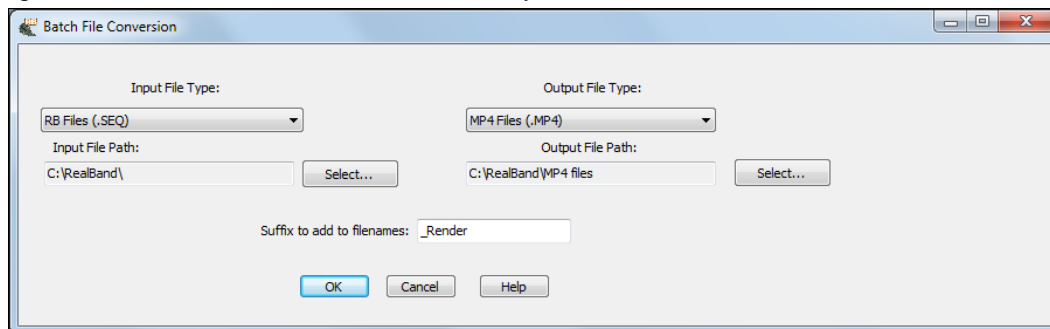 Batch File Conversion
Input File Type: Output File Type:
RB Files (.SEQ) MP4 Files (.MP4)
Input File Path: Output File Path:
C:\RealBand\ Select... C:\RealBand\MP4 files Select...
Suffix to add to filenames: _Render
OK Cancel Help